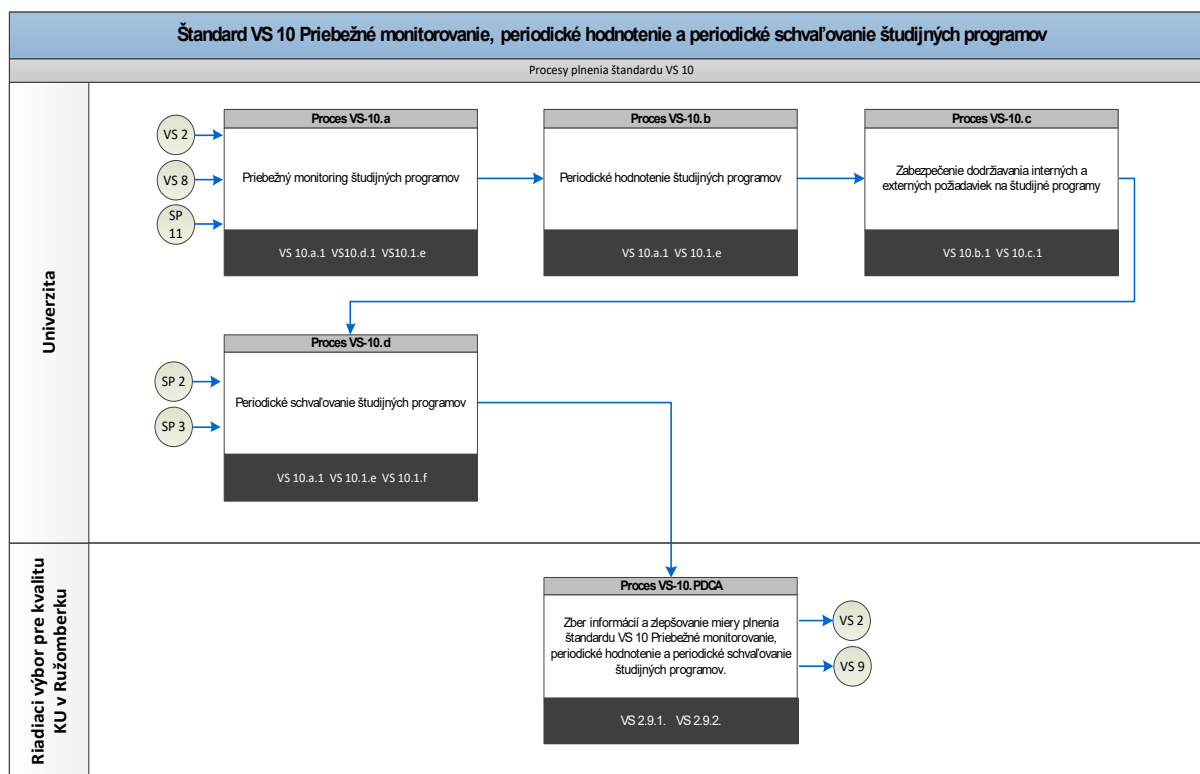 Štandard VS 10 Priebežné monitorovanie, periodické hodnotenie a periodické schvaľovanie študijných programov
Procesy plnenia štandardu VS 10
Univerzita
VS 2
VS 8
SP
11
Proces VS-10. a
Priebežný monitoring študijných programov
VS 10.a.1 VS10.d.1 VS10.1.e
Proces VS-10. b
Periodické hodnotenie študijných programov
VS 10.a.1 VS 10.1.e
Proces VS-10. c
Zabezpečenie dodržiavania interných a
externých požiadaviek na študijné programy
VS 10.b.1 VS 10.c.1
SP 2
SP 3
Proces VS-10. d
Periodické schvaľovanie študijných programov
VS 10.a.1 VS 10.1.e VS 10.1.f
Riadiaci výbor pre kvalitu
KU v Ružomberku
Proces VS-10. PDCA
Zber informácií a zlepšovanie miery plnenia
štandardu VS 10 Priebežné monitorovanie,
periodické hodnotenie a periodické schvaľovanie
študijných programov.
VS 2.9.1. VS 2.9.2.
VS 2
VS 9